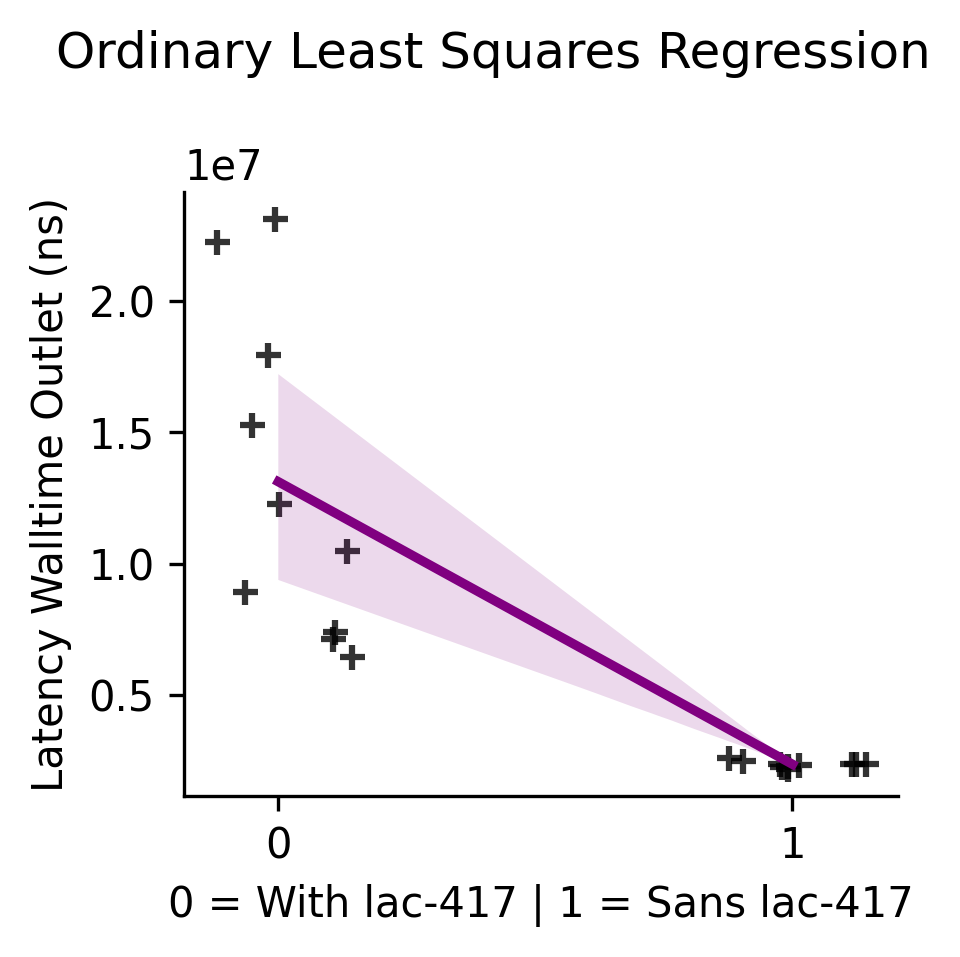 Ordinary Least Squares Regression
1e7
Latency Walltime Outlet (ns)
2.0
1.5
1.0
0.5
0 1
0 = With lac-417 | 1 = Sans lac-417